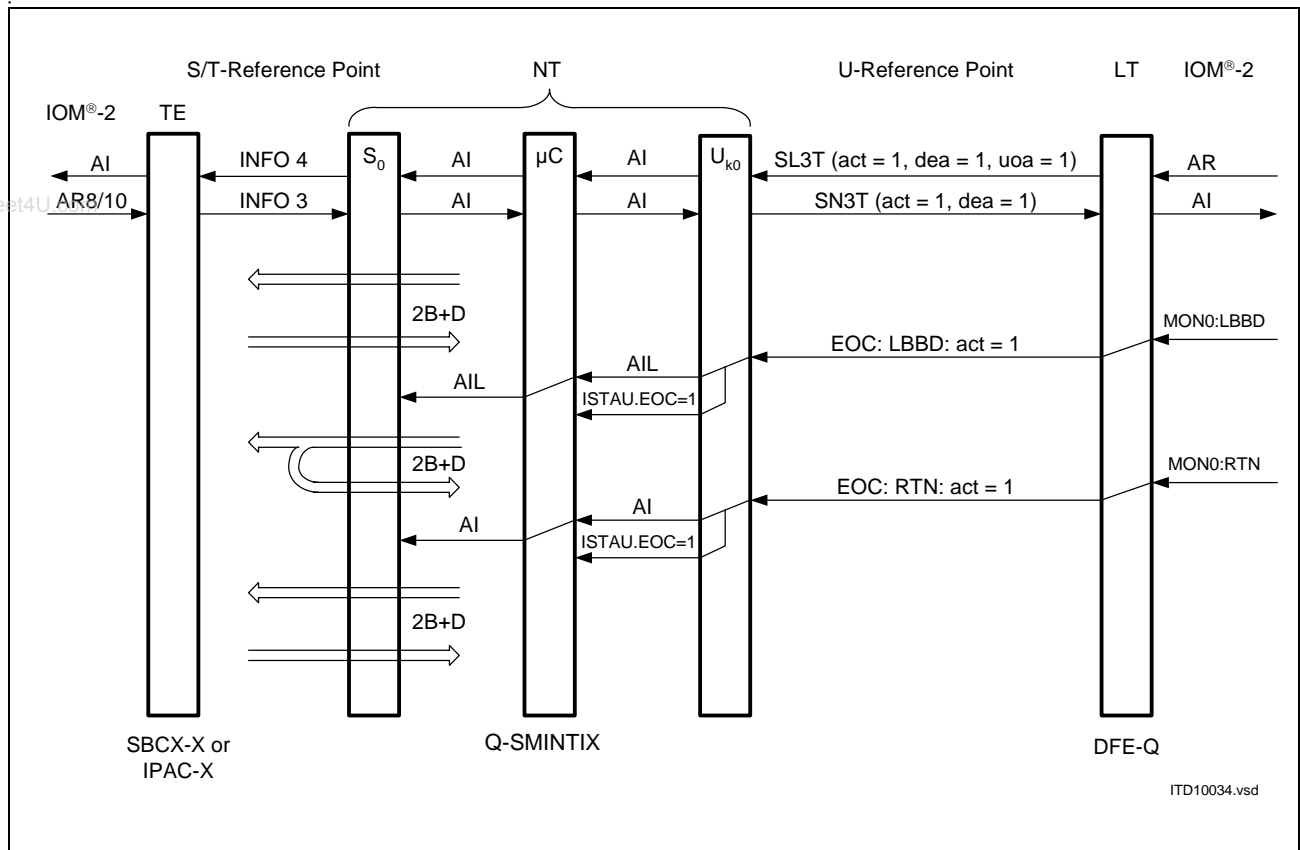 S/T-Reference Point NT U-Reference Point LT IOM®-2
IOM®-2 TE
S0 µC Uk0
AI INFO 4 AI AI SL3T (act = 1, dea = 1, uoa = 1) AR
et4U.com
AR8/10 INFO 3 AI AI SN3T (act = 1, dea = 1) AI
2B+D
MON0:LBBD
EOC: LBBD: act = 1
AIL AIL
ISTAU.EOC=1
2B+D
MON0:RTN
EOC: RTN: act = 1
AI AI
ISTAU.EOC=1
2B+D
SBCX-X or
IPAC-X
Q-SMINTIX
DFE-Q
ITD10034.vsd